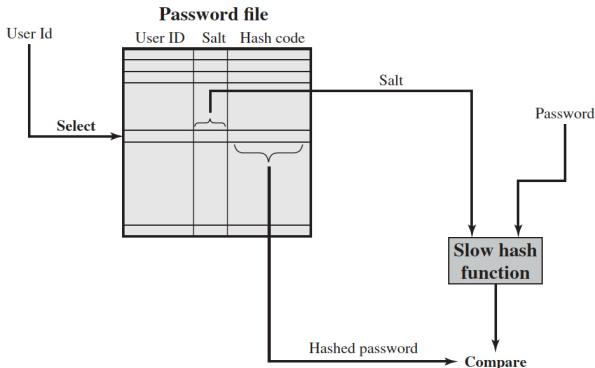 Password file
User Id
User ID Salt Hash code
Salt
Password
Select
Slow hash
function
Hashed password
Compare